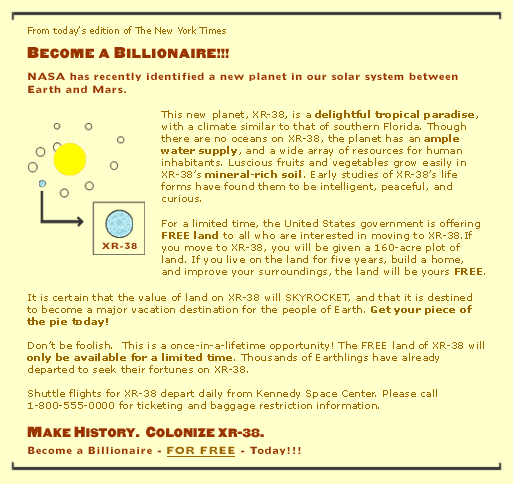 From today's edition of The New York Times
BECOME A BILLIONAIRE!!!
NASA has recently identified a new planet in our solar system between
Earth and Mars.
This new planet, XR-38, is a delightful tropical paradise,
with a climate similar to that of southern Florida. Though
there are no oceans on XR-38, the planet has an ample
water supply, and a wide array of resources for human
inhabitants. Luscious fruits and vegetables grow easily in
XR-38's mineral-rich soil. Early studies of XR-38's life
forms have found them to be intelligent, peaceful, and
curious.
XR-38
For a limited time, the United States government is offering
FREE land to all who are interested in moving to XR-38.If
you move to XR-38, you will be given a 160-acre plot of
land. If you live on the land for five years, build a home,
and improve your surroundings, the land will be yours FREE.
It is certain that the value of land on XR-38 will SKYROCKET, and that it is destined
to become a major vacation destination for the people of Earth. Get your piece of
the pie today!
Don't be foolish.  This is a once-in-a-lifetime opportunity! The FREE land of XR-38 will
only be available for a limited time. Thousands of Earthlings have already
departed to seek their fortunes on XR-38.
Shuttle flights for XR-38 depart daily from Kennedy Space Center. Please call
1-800-555-0000 for ticketing and baggage restriction information.
MAKE HISTORY.  COLONIZE XR-38.
Become a Billionaire - FOR FREE - Today!!!